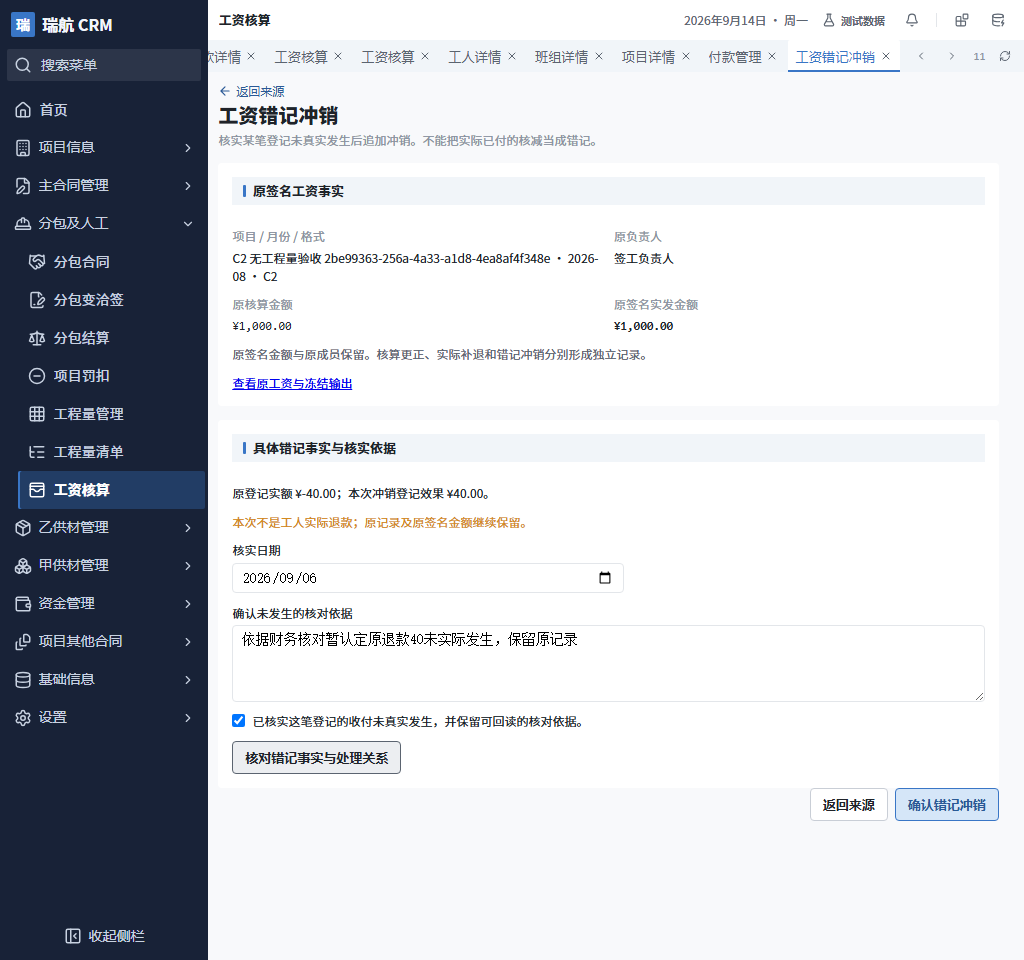 瑞 瑞航 CRM
搜索菜单
首页
项目信息
主合同管理
分包及人工
分包合同
分包变洽签
分包结算
项目罚扣
工程量管理
工程量清单
工资核算
乙供材管理
甲供材管理
资金管理
项目其他合同
基础信息
设置
收起侧栏
工资核算
2026年9月14日 · 周一 测试数据
详情 工资核算 工资核算 工人详情 班组详情 项目详情 付款管理 工资错记冲销 11
返回来源
工资错记冲销
核实某笔登记未真实发生后追加冲销。不能把实际已付的核减当成错记。
原签名工资事实
项目 / 月份 / 格式
原负责人
C2 无工程量验收 2be99363-256a-4a33-a1d8-4ea8af4f348e · 2026-
08 · C2
签工负责人
原核算金额
原签名实发金额
¥1,000.00
¥1,000.00
原签名金额与原成员保留。核算更正、实际补退和错记冲销分别形成独立记录。
查看原工资与冻结输出
具体错记事实与核实依据
原登记实额 ¥-40.00；本次冲销登记效果 ¥40.00。
本次不是工人实际退款；原记录及原签名金额继续保留。
核实日期
2026/09/06
确认未发生的核对依据
依据财务核对暂认定原退款40未实际发生，保留原记录
已核实这笔登记的收付未真实发生，并保留可回读的核对依据。
核对错记事实与处理关系
返回来源 确认错记冲销